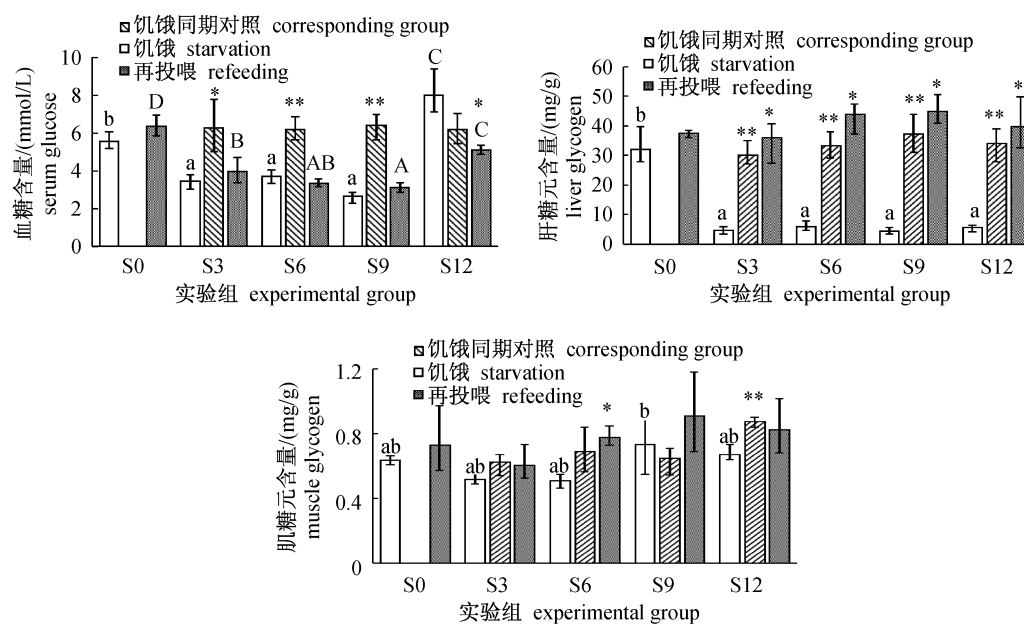 饥饿同期对照 corresponding group
饥饿 starvation
再投喂 refeeding
血糖含量/(mmol/L)
serum glucose
10
8
6
4
2
0
b
D
a
*
B
a
**
AB
a
**
A
C
*
C
S0 S3 S6 S9 S12
实验组 experimental group
饥饿同期对照 corresponding group
饥饿 starvation
再投喂 refeeding
肝糖元含量/(mg/g)
liver glycogen
60
50
40
30
20
10
0
b
a
**
*
a
**
*
a
**
*
a
**
*
S0 S3 S6 S9 S12
实验组 experimental group
饥饿同期对照 corresponding group
饥饿 starvation
再投喂 refeeding
肌糖元含量/(mg/g)
muscle glycogen
1.2
0.8
0.4
0
ab
ab
ab
*
b
ab
**
S0 S3 S6 S9 S12
实验组 experimental group